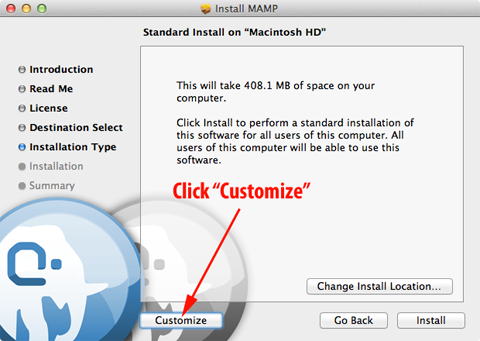 Install MAMP
Standard Install on “Macintosh HD”
Introduction
Read Me
License
Destination Select
Installation Type
Installation
Summary
This will take 408.1 MB of space on your
computer.
Click Install to perform a standard installation of
this software for all users of this computer. All
users of this computer will be able to use this
software.
Click “Customize”
Change Install Location...
Customize
Go Back
Install